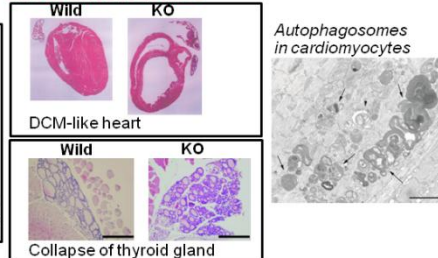 Wild KO
DCM-like heart
Wild KO
Collapse of thyroid gland
Autophagosomes
in cardiomyocytes